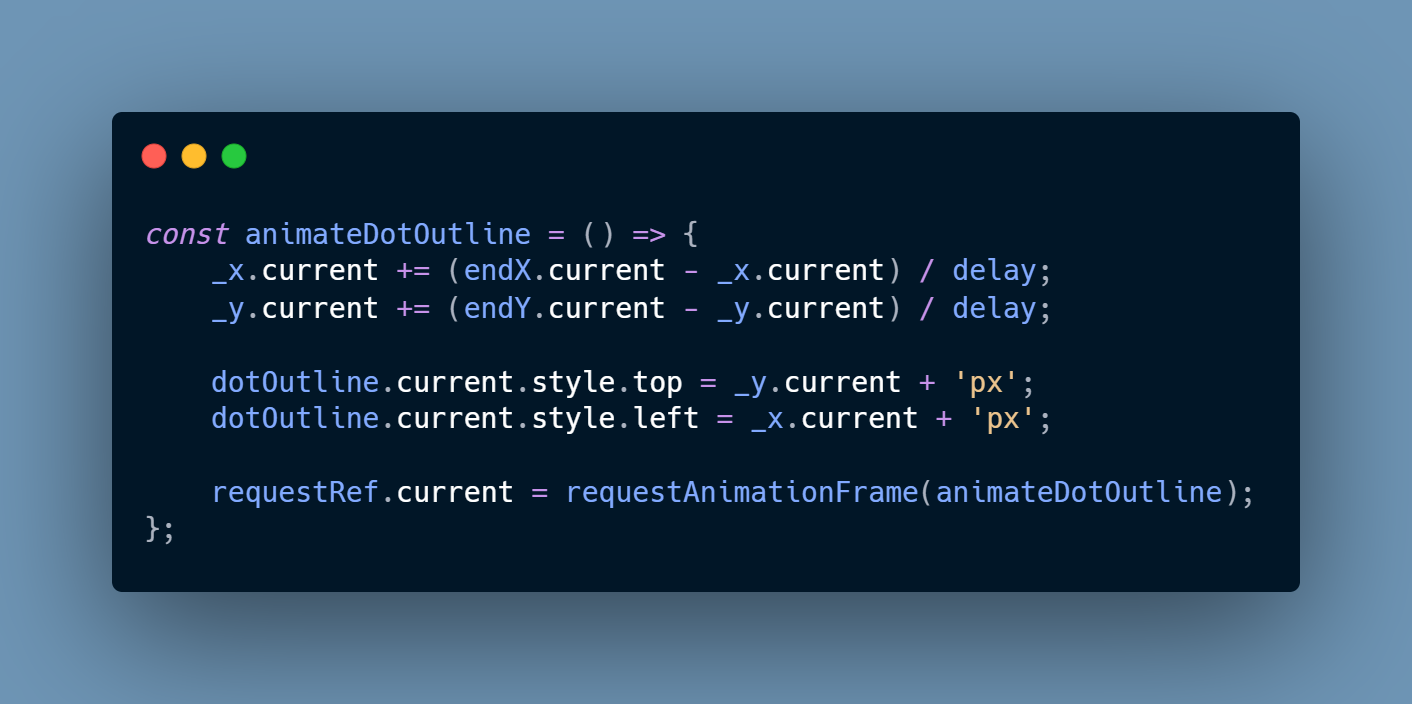 const animateDotOutline = () => {
    _x.current += (endX.current - _x.current) / delay;
    _y.current += (endY.current - _y.current) / delay;

    dotOutline.current.style.top = _y.current + 'px';
    dotOutline.current.style.left = _x.current + 'px';

    requestRef.current = requestAnimationFrame(animateDotOutline);
};